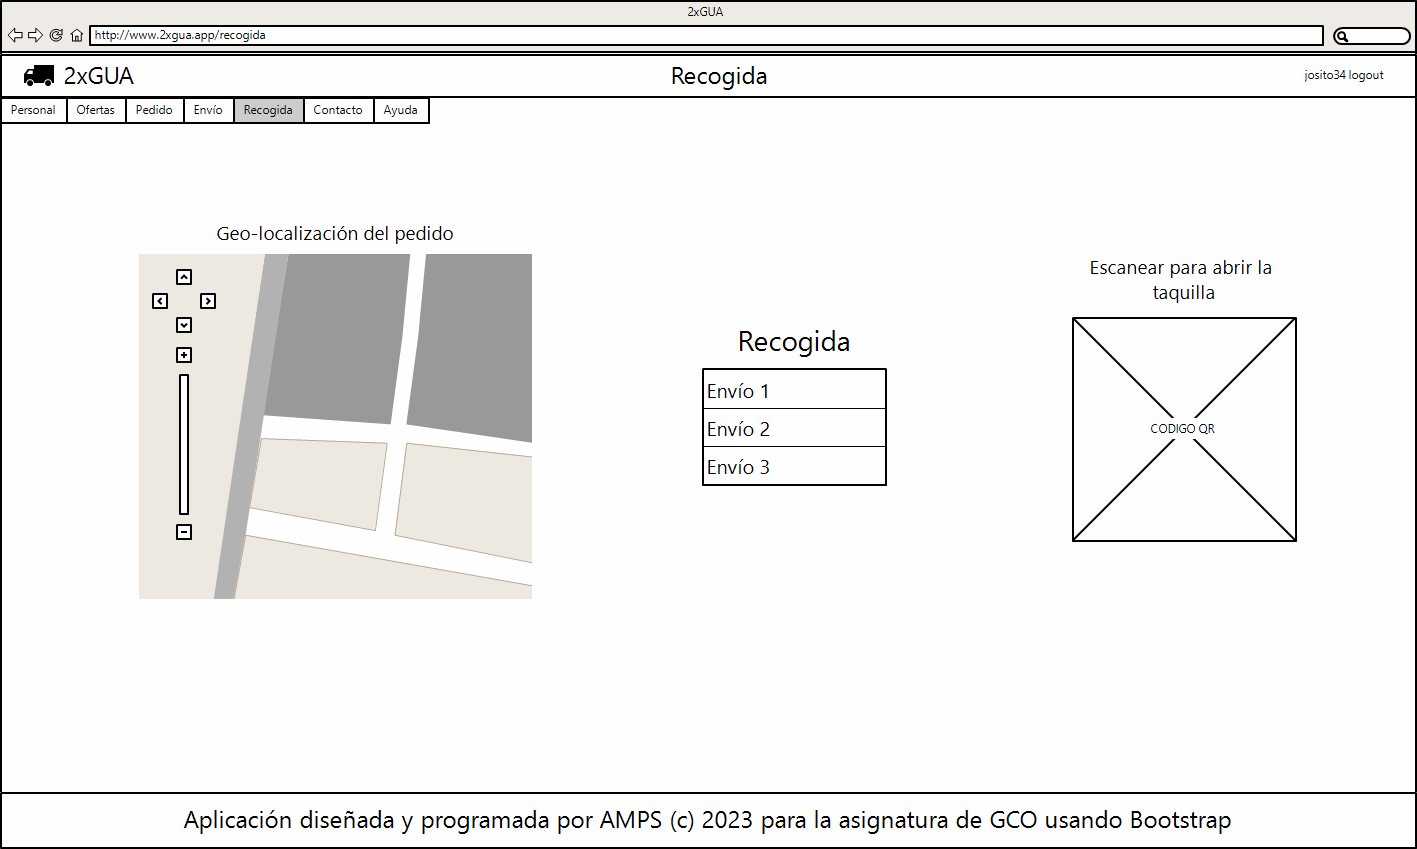 2xGUA
http://www.2xgua.app/recogida
2xGUA
Recogida
josito34 logout
Personal
Ofertas
Pedido
Envío
Recogida
Contacto
Ayuda
Geo-localización del pedido
Recogida
Envío 1
Envío 2
Envío 3
Escanear para abrir la
taquilla
CODIGO QR
Aplicación diseñada y programada por AMPS (c) 2023 para la asignatura de GCO usando Bootstrap